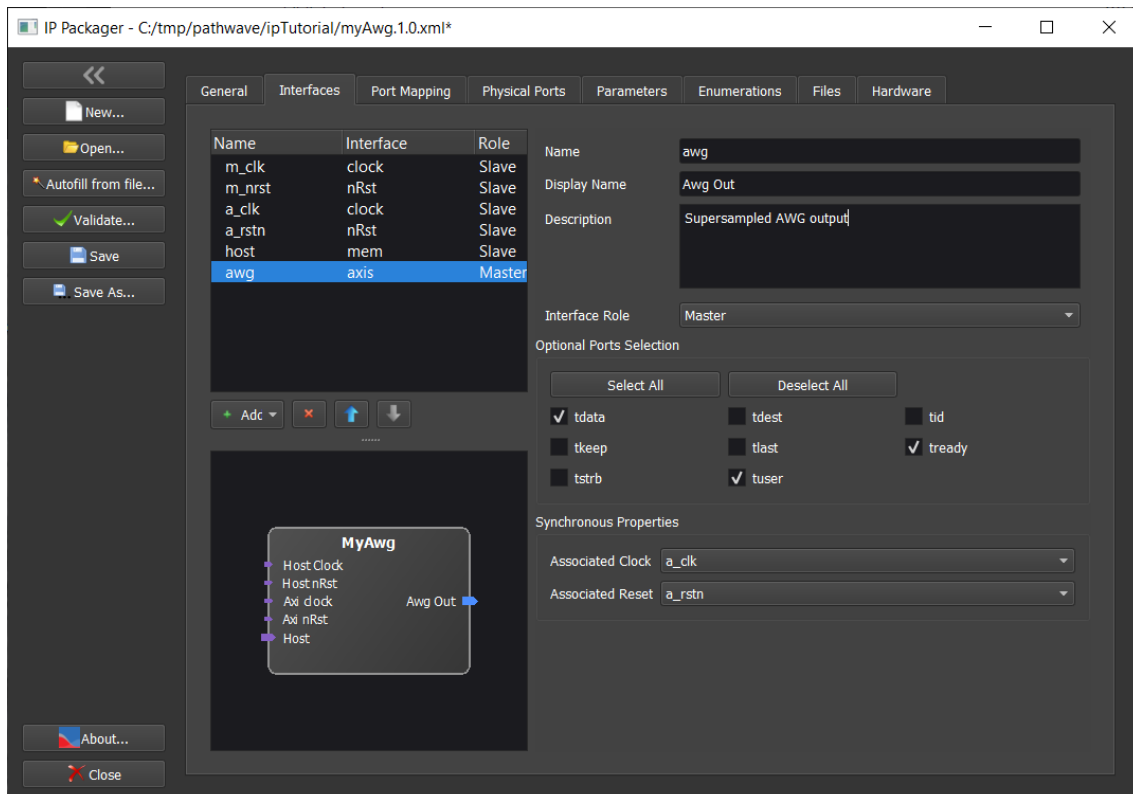 IP Packager - C:/tmp/pathwave/ipTutorial/myAwg.1.0.xml*
New...
Open...
Autofill from file...
Validate...
Save
Save As...
About...
Close
General Interfaces Port Mapping Physical Ports Parameters Enumerations Files Hardware
Name Interface Role
m_clk clock Slave
m_nrst nRst Slave
a_clk clock Slave
a_rstn nRst Slave
host mem Slave
awg axis Master
Adc
MyAwg
Host Clock
Host nRst
Axi clock
Awg Out
Axi nRst
Host
Name awg
Display Name Awg Out
Description Supersampled AWG output
Interface Role Master
Optional Ports Selection
Select All Deselect All
tdata tdest tid
tkeep tlast tready
tstrb tuser
Synchronous Properties
Associated Clock a_clk
Associated Reset a_rstn